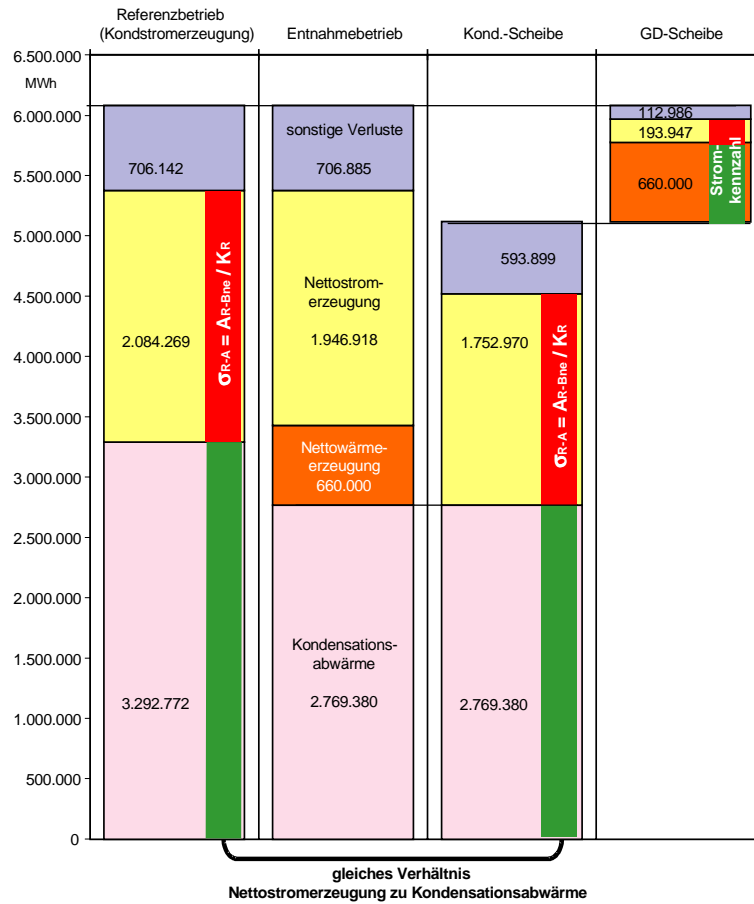 Referenzbetrieb
(Kondstromerzeugung)
Entnahmebetrieb
Kond.-Scheibe
GD-Scheibe
6.500.000
MWh
6.000.000
5.500.000
5.000.000
4.500.000
4.000.000
3.500.000
3.000.000
2.500.000
2.000.000
1.500.000
1.000.000
500.000
0
706.142
2.084.269
σR-A = AR-Bne / KR
3.292.772
sonstige Verluste
706.885
Nettostrom-
erzeugung
1.946.918
Nettowärme-
erzeugung
660.000
Kondensations-
abwärme
2.769.380
593.899
1.752.970
σR-A = AR-Bne / KR
2.769.380
112.986
193.947
660.000
Strom-
kennzahl
gleiches Verhältnis
Nettostromerzeugung zu Kondensationsabwärme